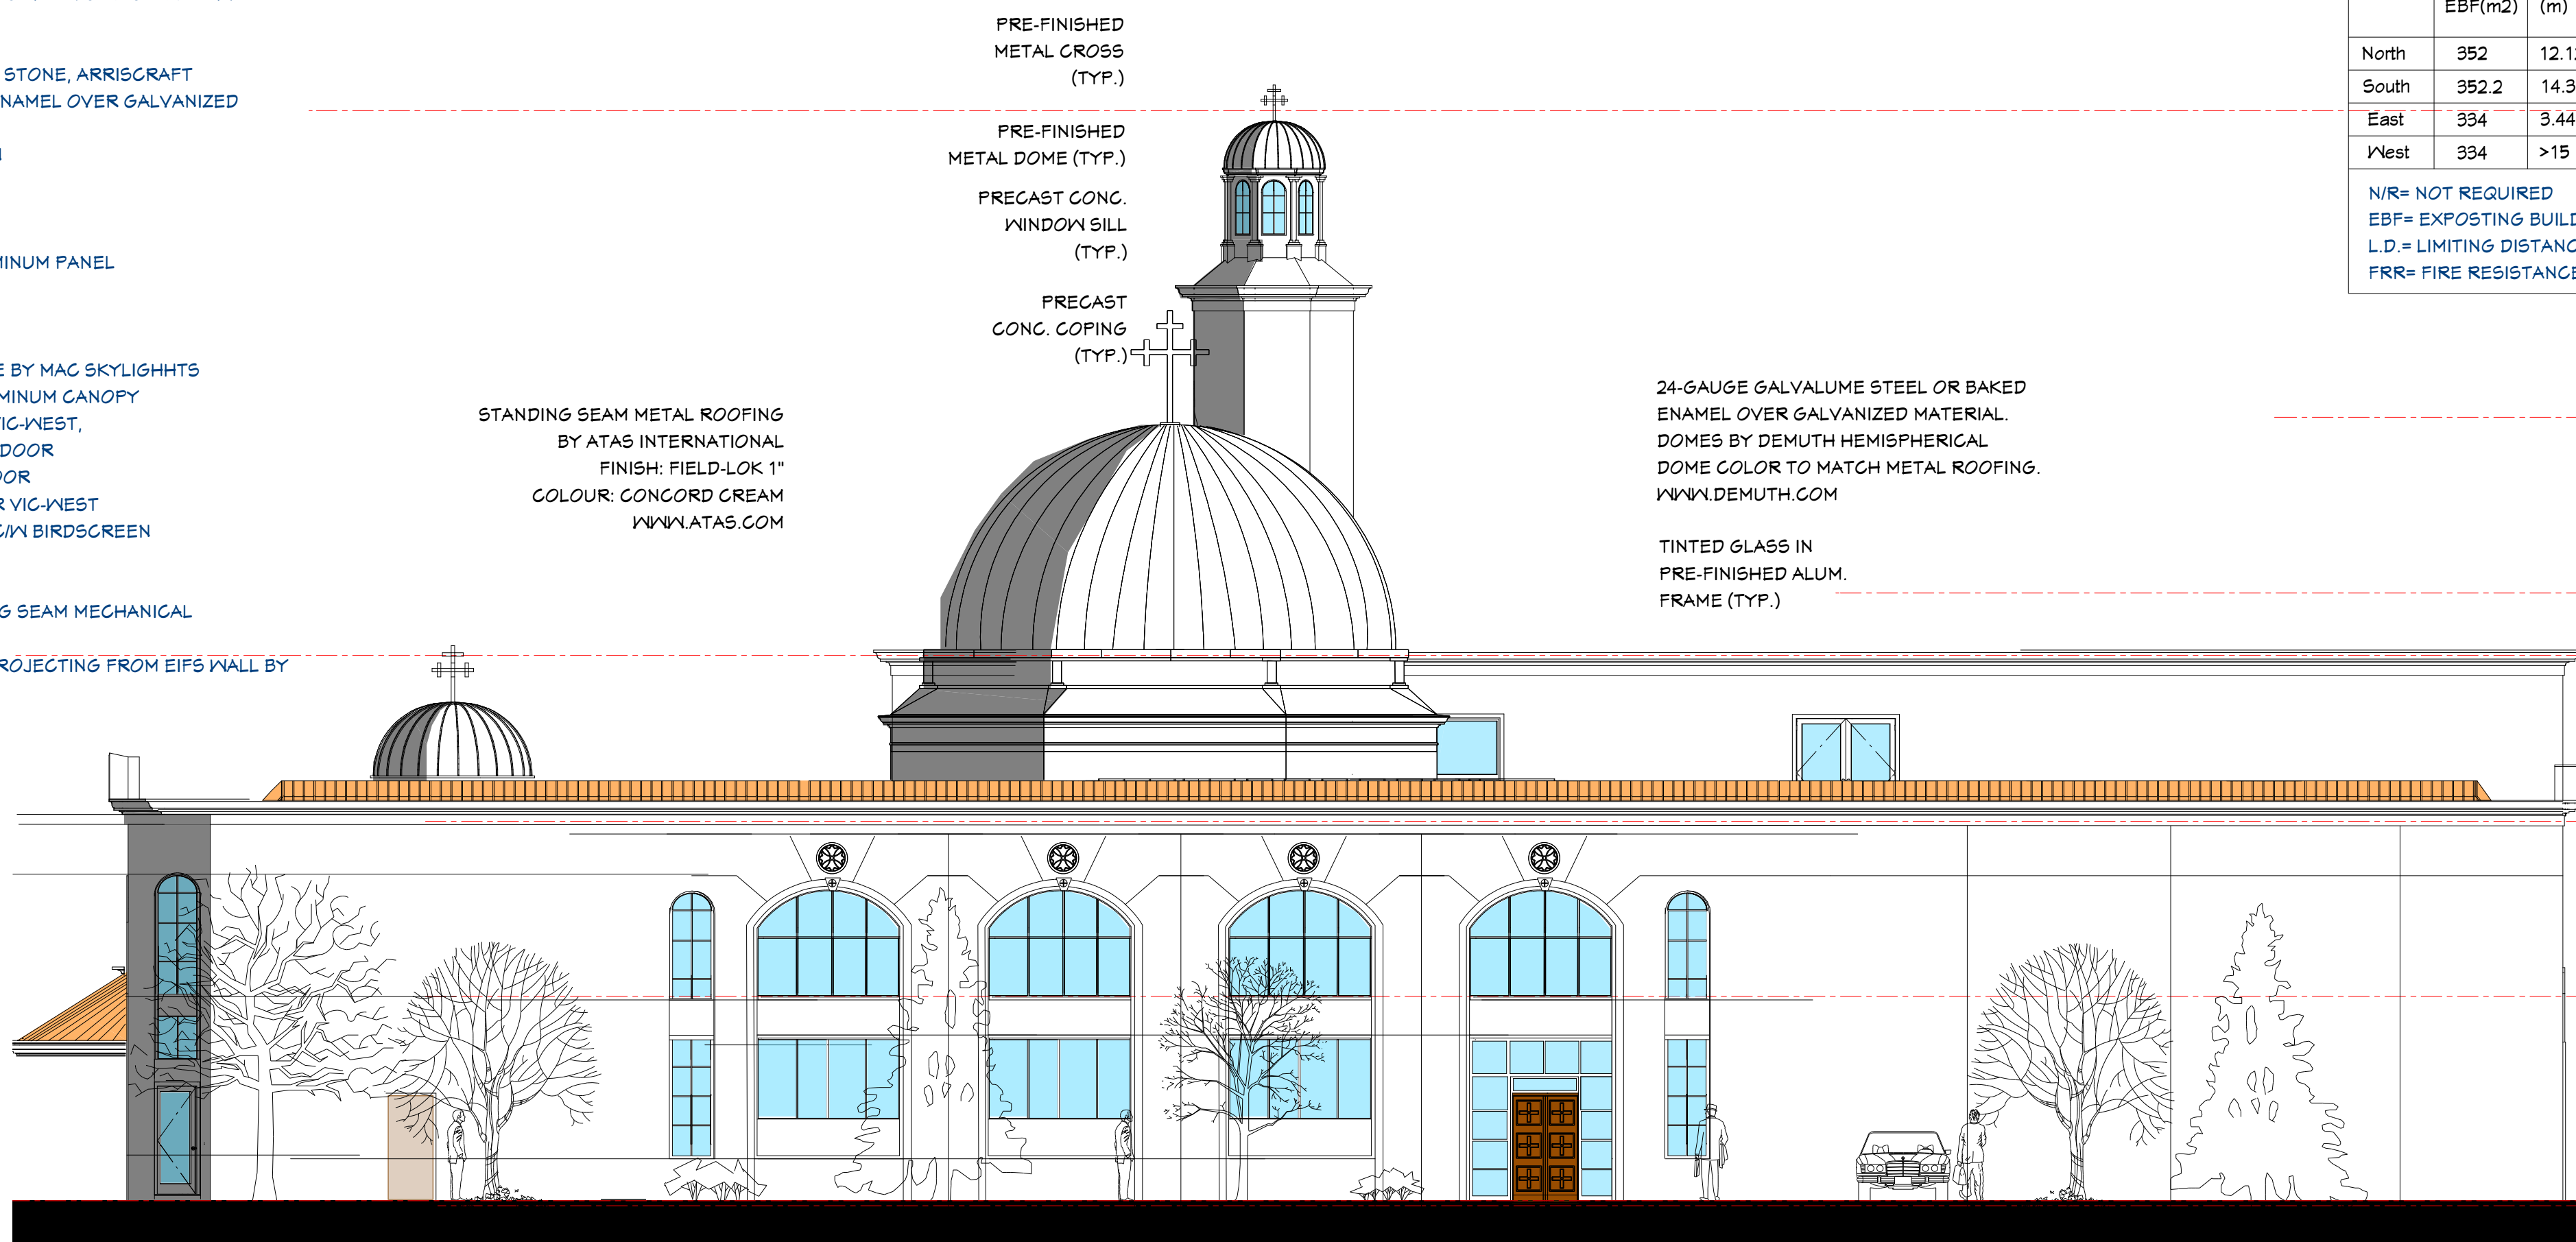 STONE, ARRISCRAFT
NAMEL OVER GALVANIZED
MINUM PANEL
E BY MAC SKYLIGHHTS
MINUM CANOPY
VIC-WEST,
DOOR
OOR
R VIC-WEST
C/W BIRDSCREEN
G SEAM MECHANICAL
ROJECTING FROM EIFS WALL BY
STANDING SEAM METAL ROOFING
BY ATAS INTERNATIONAL
FINISH: FIELD-LOK 1"
COLOUR: CONCORD CREAM
WWW.ATAS.COM
PRE-FINISHED
METAL CROSS
(TYP.)
PRE-FINISHED
METAL DOME (TYP.)
PRECAST CONC.
WINDOW SILL
(TYP.)
PRECAST
CONC. COPING
(TYP.)
24-GAUGE GALVALUME STEEL OR BAKED
ENAMEL OVER GALVANIZED MATERIAL.
DOMES BY DEMUTH HEMISPHERICAL
DOME COLOR TO MATCH METAL ROOFING.
WWW.DEMUTH.COM
TINTED GLASS IN
PRE-FINISHED ALUM.
FRAME (TYP.)
EBF(m2) (m)
North 352 12.1
South 352.2 14.3
East 334 3.44
West 334 >15
N/R= NOT REQUIRED
EBF= EXPOSTING BUILD
L.D.= LIMITING DISTANC
FRR= FIRE RESISTANCE